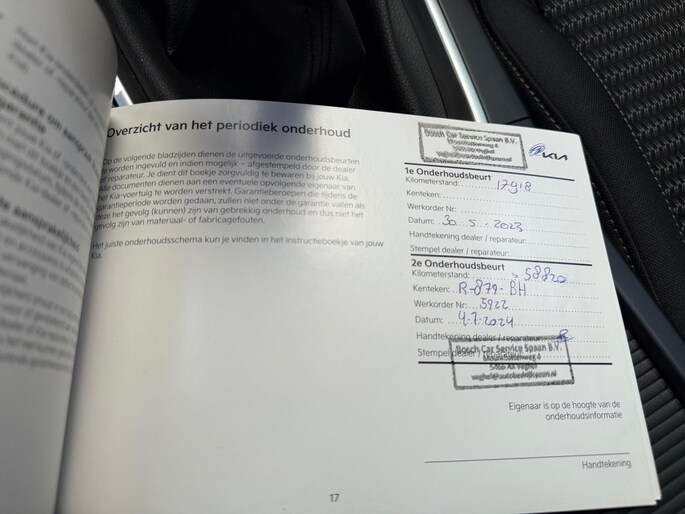 Overzicht van het periodiek onderhoud
Op de volgende bladzijden dienen de uitgevoerde onderhoudsbeurten
te worden ingevuld en indien mogelijk – afgestempeld door de dealer
of reparateur. Je dient dit boekje zorgvuldig te bewaren bij jouw Kia.
Alle documenten dienen aan een eventuele opvolgende eigenaar van
het Kia-voertuig te worden verstrekt. Garantieberoepen die tijdens de
garantieperiode worden gedaan, zullen niet onder de garantie vallen als
deze het gevolg (kunnen) zijn van gebrekkig onderhoud en dus niet het
gevolg zijn van materiaal- of fabricagefouten.
Het juiste onderhoudsschema kun je vinden in het instructieboekje van jouw
Kia.
17
Bosch Car Service Spaan B.V.
KIA
1e Onderhoudsbeurt
Kilometerstand: 17918
Kenteken:
Werkorder Nr:
Datum: 30-5-2023
Handtekening dealer / reparateur:
Stempel dealer / reparateur:
2e Onderhoudsbeurt
Kilometerstand: 58820
Kenteken: R-879-BH
Werkorder Nr: 5922
Datum: 4-7-2024
Handtekening dealer / reparateur:
Stempel dealer / reparateur:
Bosch Car Service Spaan B.V.
Eigenaar is op de hoogte van de
onderhoudsinformatie
Handtekening